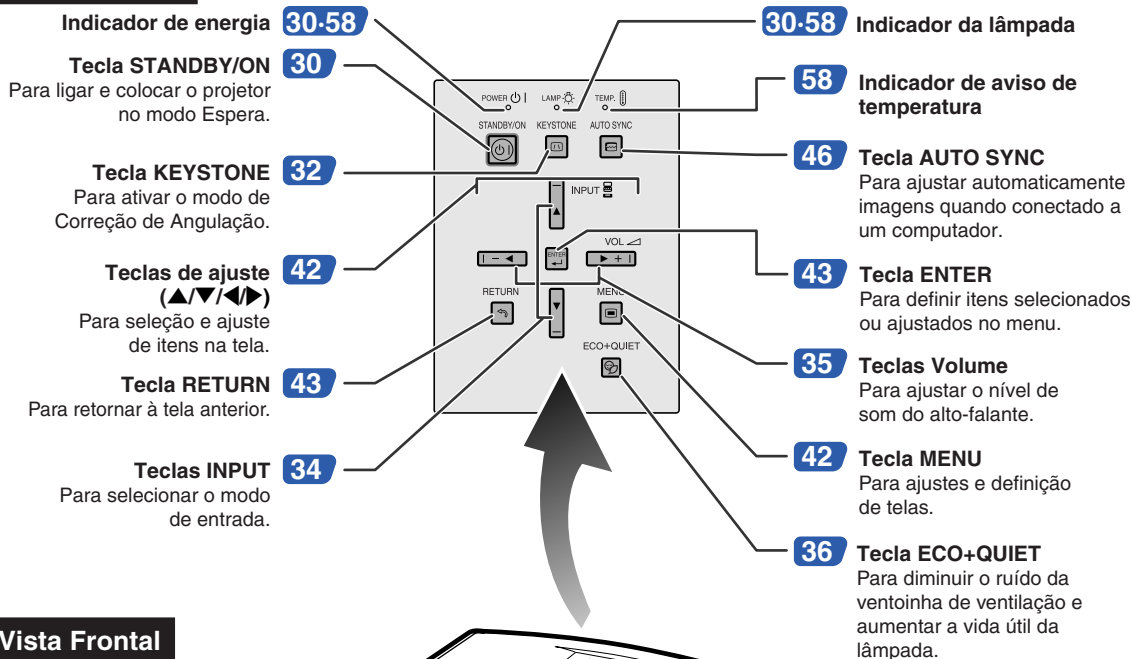 Indicador de energia 30·58
Tecla STANDBY/ON 30
Para ligar e colocar o projetor
no modo Espera.
Tecla KEYSTONE 32
Para ativar o modo de
Correção de Angulação.
Teclas de ajuste 42
(▲/▼/◀/▶)
Para seleção e ajuste
de itens na tela.
Tecla RETURN 43
Para retornar à tela anterior.
Teclas INPUT 34
Para selecionar o modo
de entrada.
POWER LAMP TEMP.
STANDBY/ON KEYSTONE AUTO SYNC
INPUT
VOL
ENTER
RETURN MENU
ECO+QUIET
30·58 Indicador da lâmpada
58 Indicador de aviso de
temperatura
46 Tecla AUTO SYNC
Para ajustar automaticamente
imagens quando conectado a
um computador.
43 Tecla ENTER
Para definir itens selecionados
ou ajustados no menu.
35 Teclas Volume
Para ajustar o nível de
som do alto-falante.
42 Tecla MENU
Para ajustes e definição
de telas.
36 Tecla ECO+QUIET
Para diminuir o ruído da
ventoinha de ventilação e
aumentar a vida útil da
lâmpada.
Vista Frontal